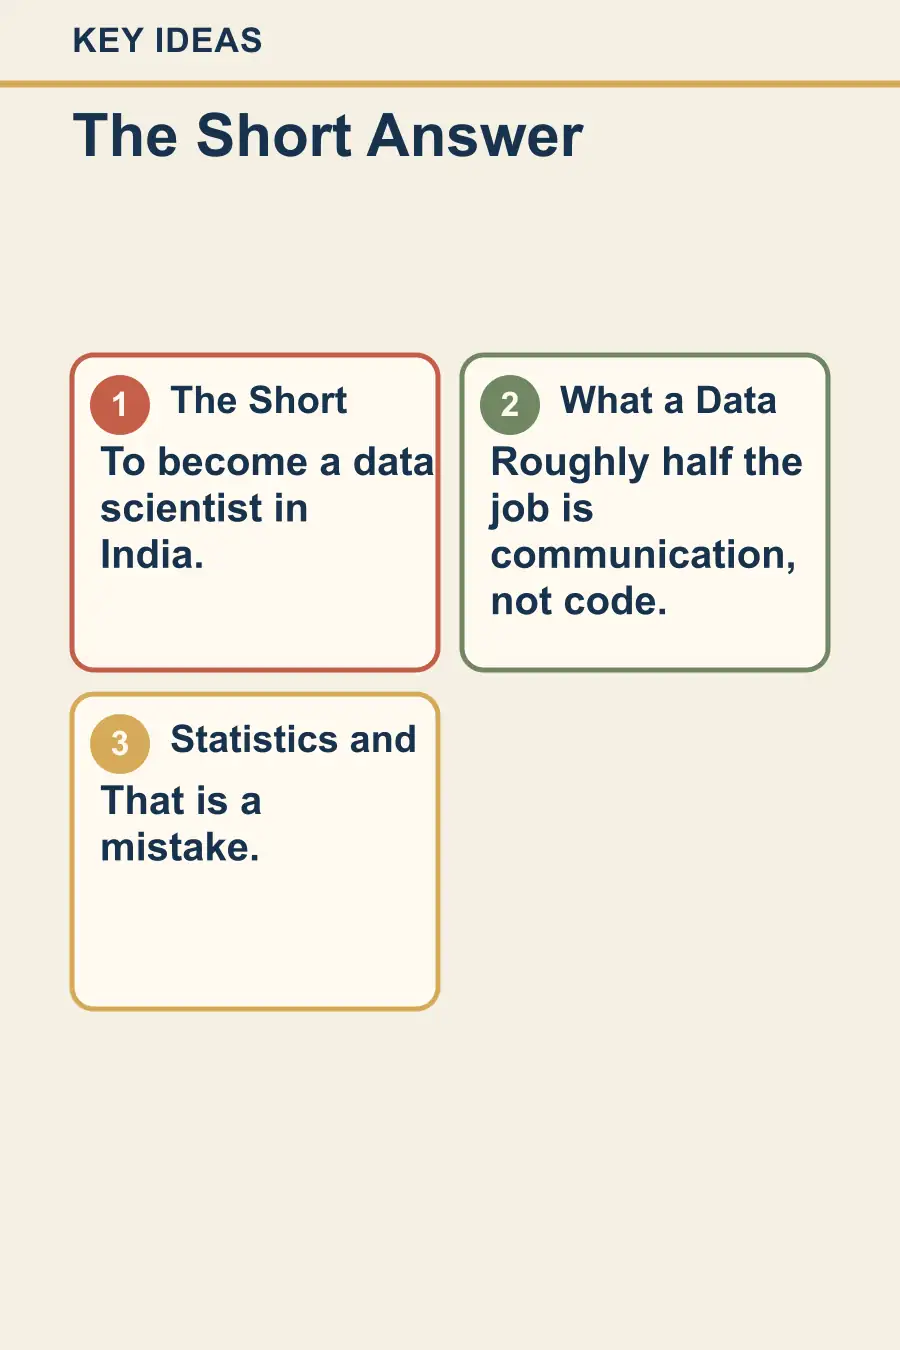 KEY IDEAS
The Short Answer
1 The Short
To become a data
scientist in
India.
2 What a Data
Roughly half the
job is
communication,
not code.
3 Statistics and
That is a
mistake.